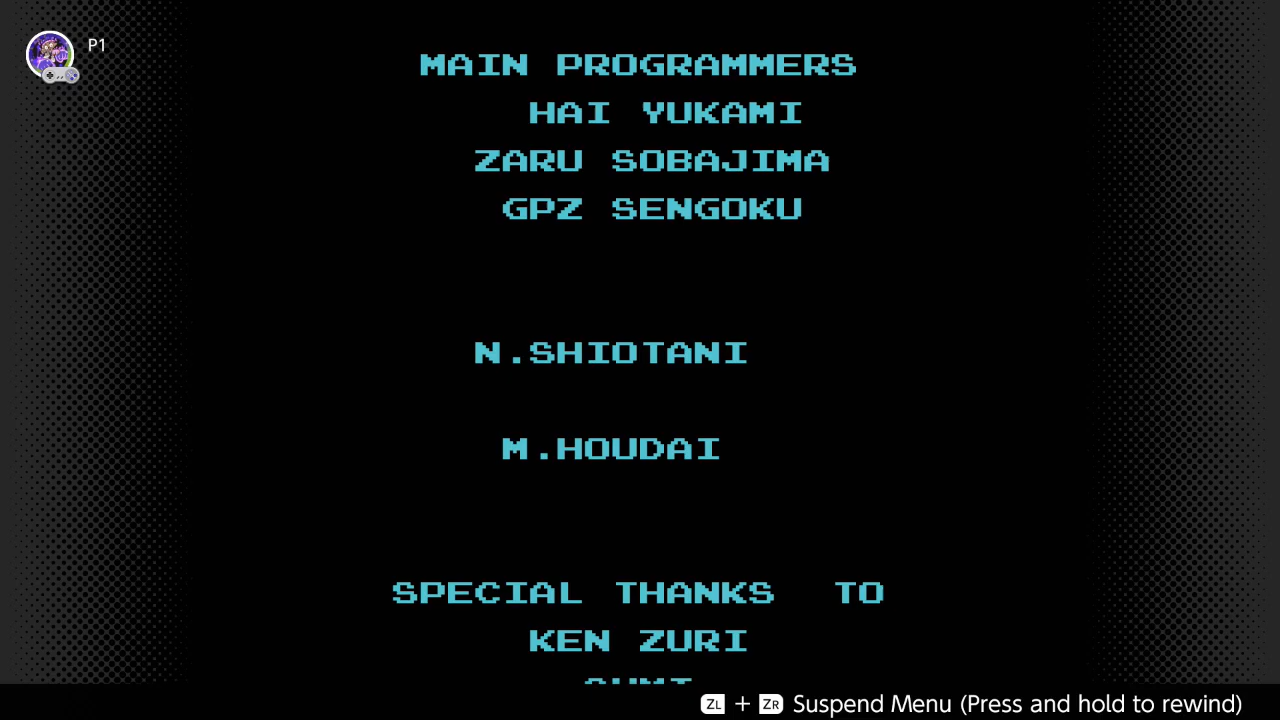 P1
MAIN PROGRAMMERS
HAI YUKAMI
ZARU SOBAJIMA
GPZ SENGOKU
N.SHIOTANI
M.HOUDAI
SPECIAL THANKS TO
KEN ZURI
ZL + ZR Suspend Menu (Press and hold to rewind)